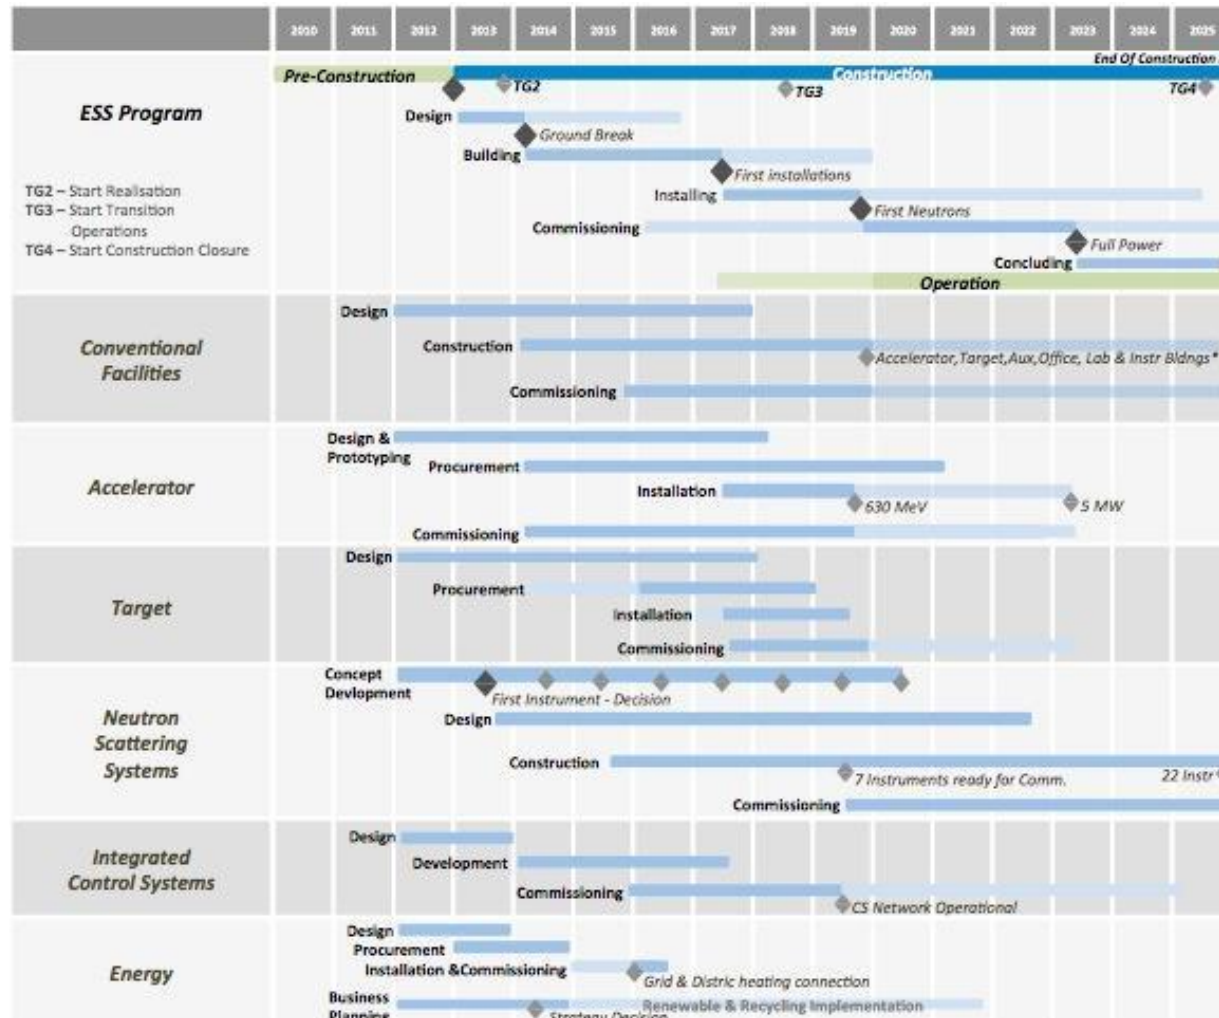 2010 2011 2012 2013 2014 2015 2016 2017 2018 2019 2020 2021 2022 2023 2024 2025
End Of Construction
Pre-Construction Construction
TG2 TG3 TG4
ESS Program
Design
Ground Break
Building
First installations
TG2 – Start Realisation
TG3 – Start Transition
Operations
TG4 – Start Construction Closure
Installing
First Neutrons
Commissioning
Full Power
Concluding
Operation
Conventional
Facilities
Design
Construction
Accelerator,Target,Aux,Office, Lab & Instr Bldngs*
Commissioning
Accelerator
Design &
Prototyping
Procurement
Installation
630 MeV 5 MW
Commissioning
Target
Design
Procurement
Installation
Commissioning
Neutron
Scattering
Systems
Concept
Devlopment
First Instrument - Decision
Design
Construction
7 Instruments ready for Comm. 22 Instr
Commissioning
Integrated
Control Systems
Design
Development
Commissioning
CS Network Operational
Energy
Design
Procurement
Installation &Commissioning
Grid & Distric heating connection
Business
Planning
Renewable & Recycling Implementation
Strategy Decision